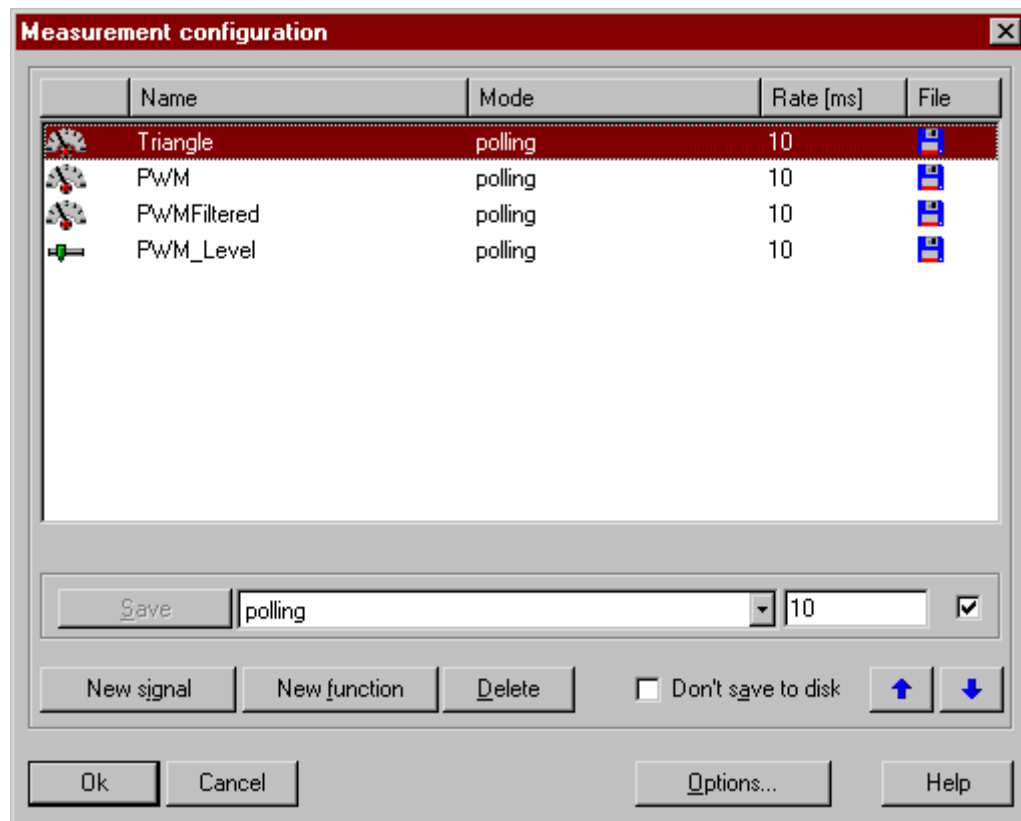 Measurement configuration
Name Mode Rate [ms] File
Triangle polling 10
PWM polling 10
PWMFiltered polling 10
PWM_Level polling 10
Save polling 10
New signal New function Delete Don't save to disk
Ok Cancel Options... Help